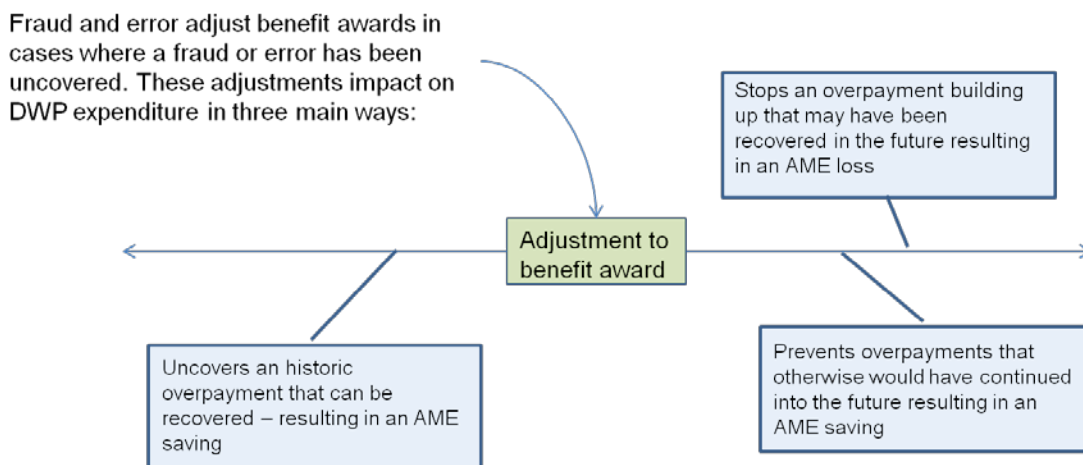 Fraud and error adjust benefit awards in
cases where a fraud or error has been
uncovered. These adjustments impact on
DWP expenditure in three main ways:
Stops an overpayment building
up that may have been
recovered in the future resulting
in an AME loss
Adjustment to
benefit award
Uncovers an historic
overpayment that can be
recovered – resulting in an AME
saving
Prevents overpayments that
otherwise would have continued
into the future resulting in an
AME saving